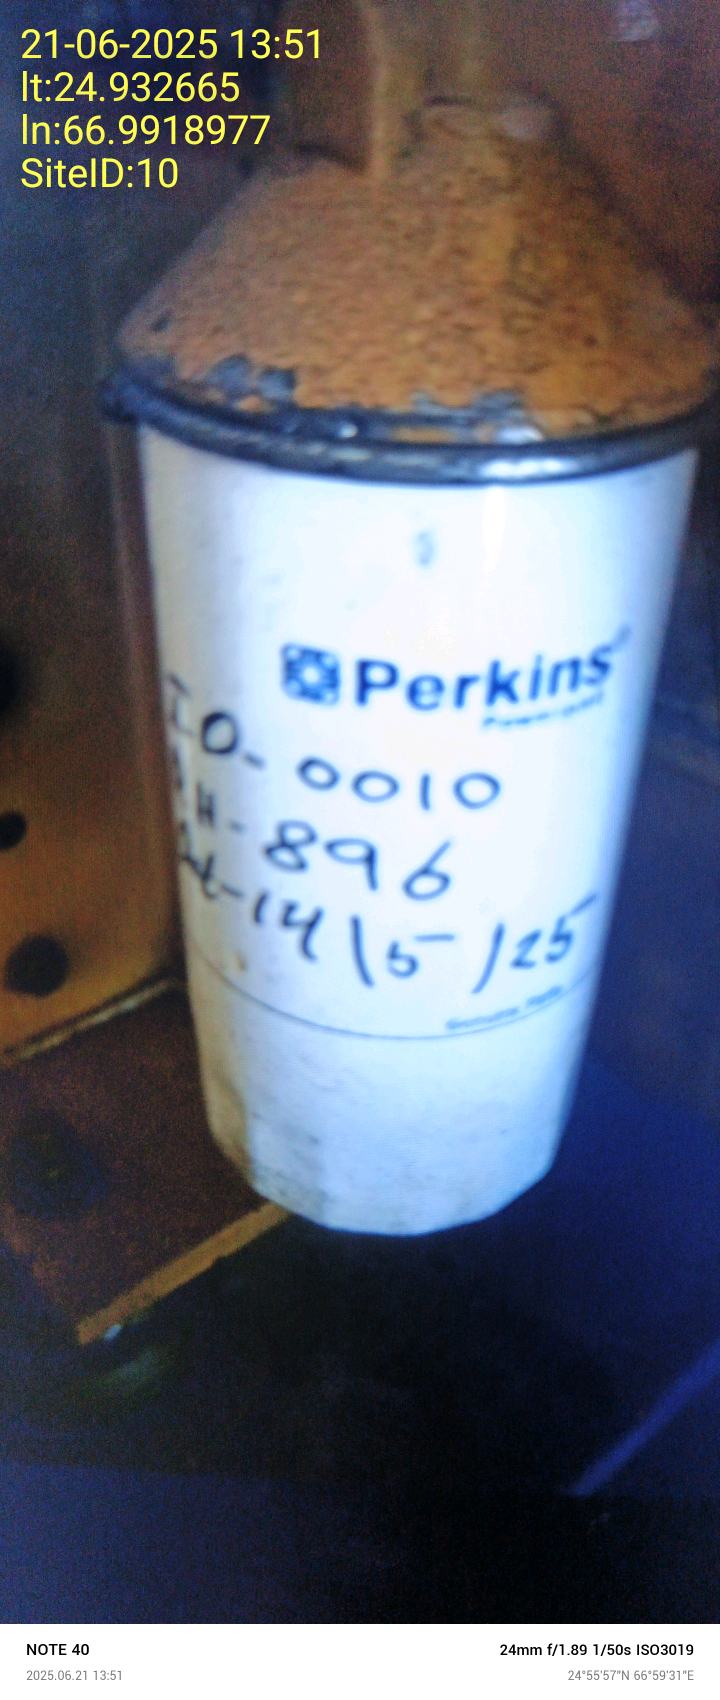 21-06-2025 13:51
lt:24.932665
ln:66.9918977
SiteID:10
Perkins
ID-0010
RH-896
14/5/25
NOTE 40
24mm f/1.89 1/50s ISO3019
2025.06.21 13:51
24°55'57"N 66°59'31"E